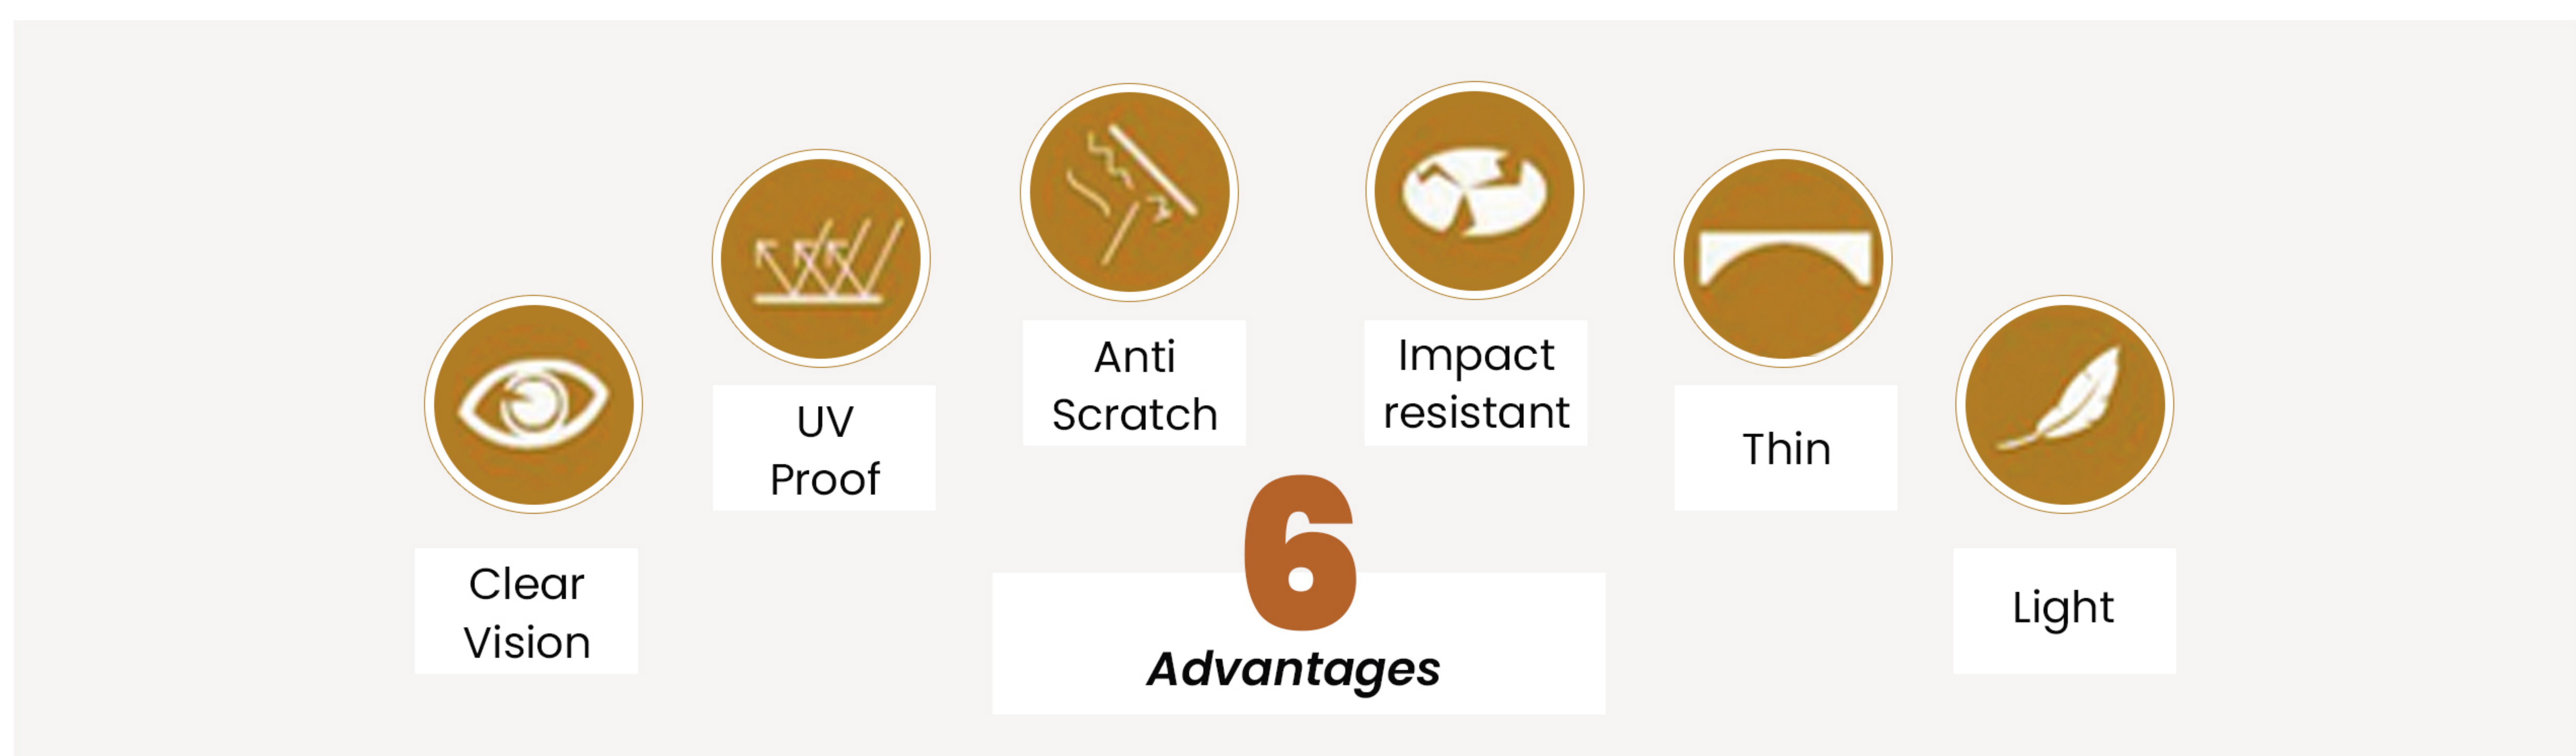 Clear
Vision
UV
Proof
Anti
Scratch
Impact
resistant
Thin
Light
6
Advantages